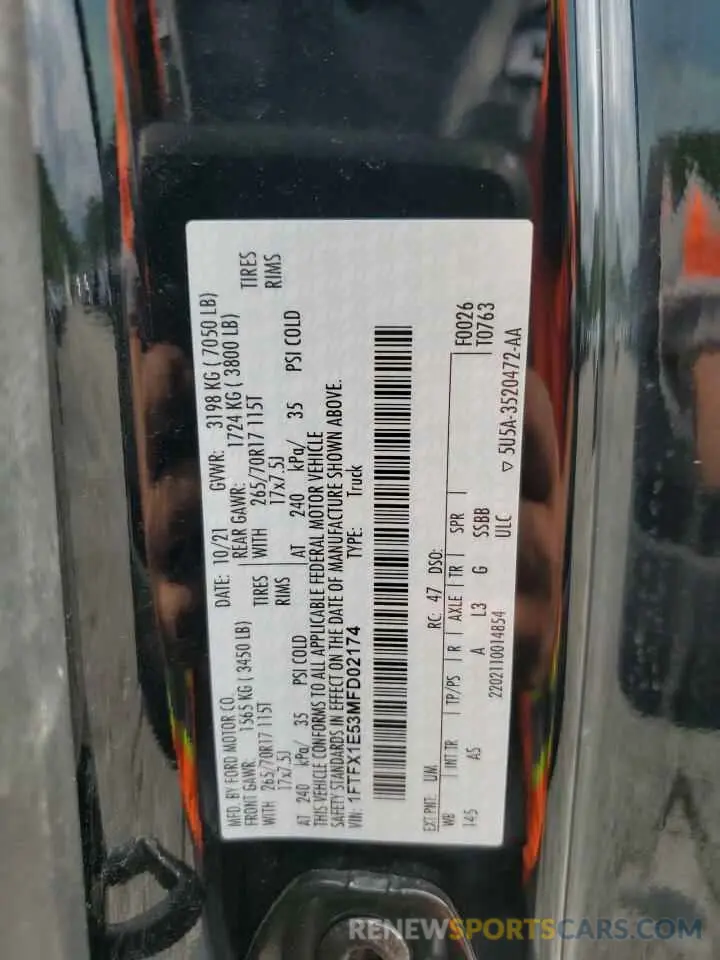 MFD. BY FORD MOTOR CO.
DATE: 10/21 GVWR: 3198 KG ( 7050 LB)
FRONT GAWR: 1565 KG ( 3450 LB) REAR GAWR: 1724 KG ( 3800 LB)
WITH 265/70R17 115T TIRES WITH 265/70R17 115T TIRES
17x7.5J RIMS 17x7.5J RIMS
AT 240 kPa/ 35 PSI COLD AT 240 kPa/ 35 PSI COLD
THIS VEHICLE CONFORMS TO ALL APPLICABLE FEDERAL MOTOR VEHICLE
SAFETY STANDARDS IN EFFECT ON THE DATE OF MANUFACTURE SHOWN ABOVE.
VIN: 1FTFX1E53MFD02174 TYPE: Truck
EXT PNT: UM RC: 47 DSO:
WB INT TR TP/PS R AXLE TR SPR F0026
145 AS A L3 G SSBB T0763
2202110014854 ULC ▽ 5U5A-3520472-AA
RENEWSPORTSCARS.COM